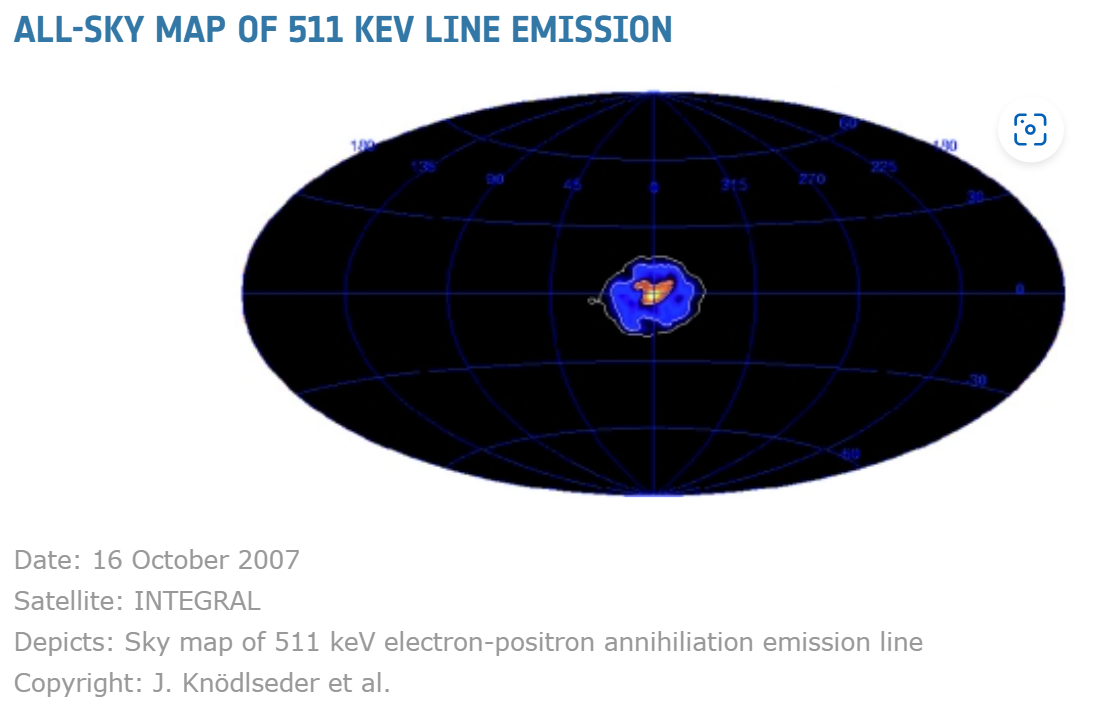 ALL-SKY MAP OF 511 KEV LINE EMISSION
60
180 180
135 90 45 0 315 270 225
30
0
-30
-60
Date: 16 October 2007
Satellite: INTEGRAL
Depicts: Sky map of 511 keV electron-positron annihiliation emission line
Copyright: J. Knödlseder et al.